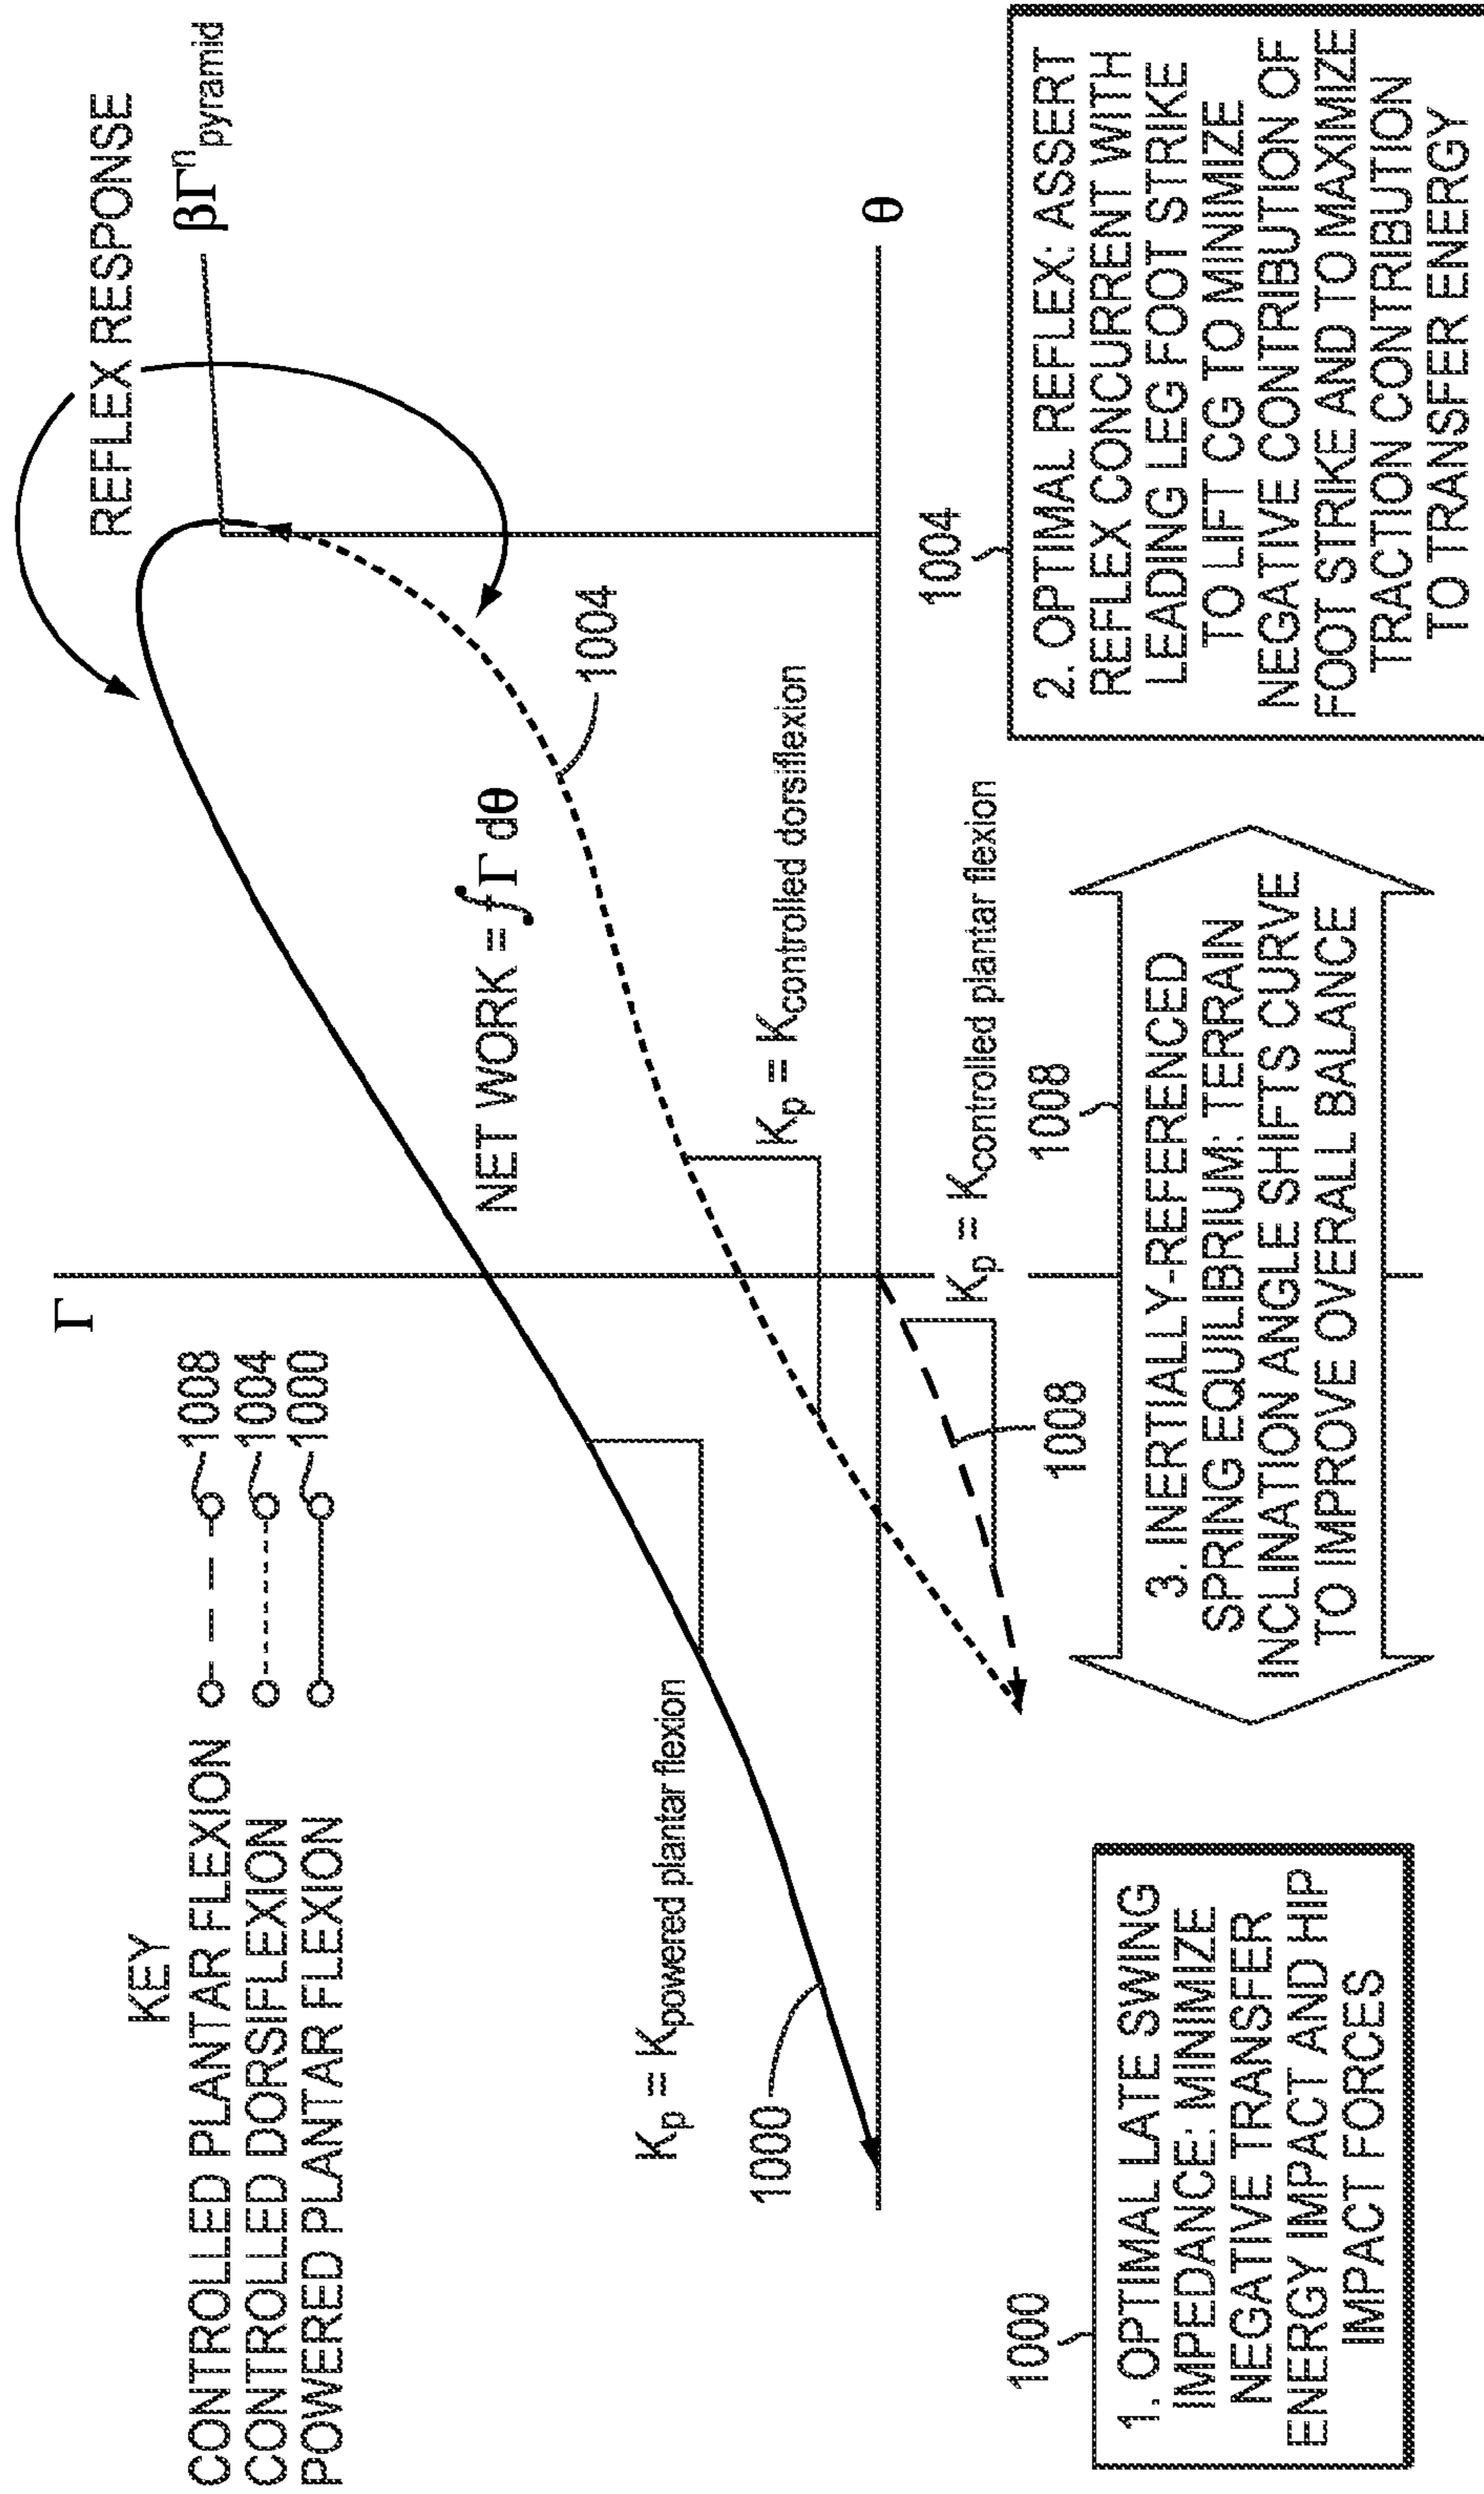 KEY
CONTROLLED PLANTAR FLEXION
1008
CONTROLLED DORSIFLEXION
1004
POWERED PLANTAR FLEXION
1000
Γ
REFLEX RESPONSE
βΓⁿpyramid
NET WORK = ∮Γ dθ
1004
Kp = Kpowered plantar flexion
Kp = Kcontrolled dorsiflexion
θ
1000
Kp = Kcontrolled plantar flexion
1008
1000
1. OPTIMAL LATE SWING
IMPEDANCE: MINIMIZE
NEGATIVE TRANSFER
ENERGY IMPACT AND HIP
IMPACT FORCES
1008
3. INERTIALLY-REFERENCED
SPRING EQUILIBRIUM: TERRAIN
INCLINATION ANGLE SHIFTS CURVE
TO IMPROVE OVERALL BALANCE
1004
2. OPTIMAL REFLEX: ASSERT
REFLEX CONCURRENT WITH
LEADING LEG FOOT STRIKE
TO LIFT CG TO MINIMIZE
NEGATIVE CONTRIBUTION OF
FOOT STRIKE AND TO MAXIMIZE
TRACTION CONTRIBUTION
TO TRANSFER ENERGY